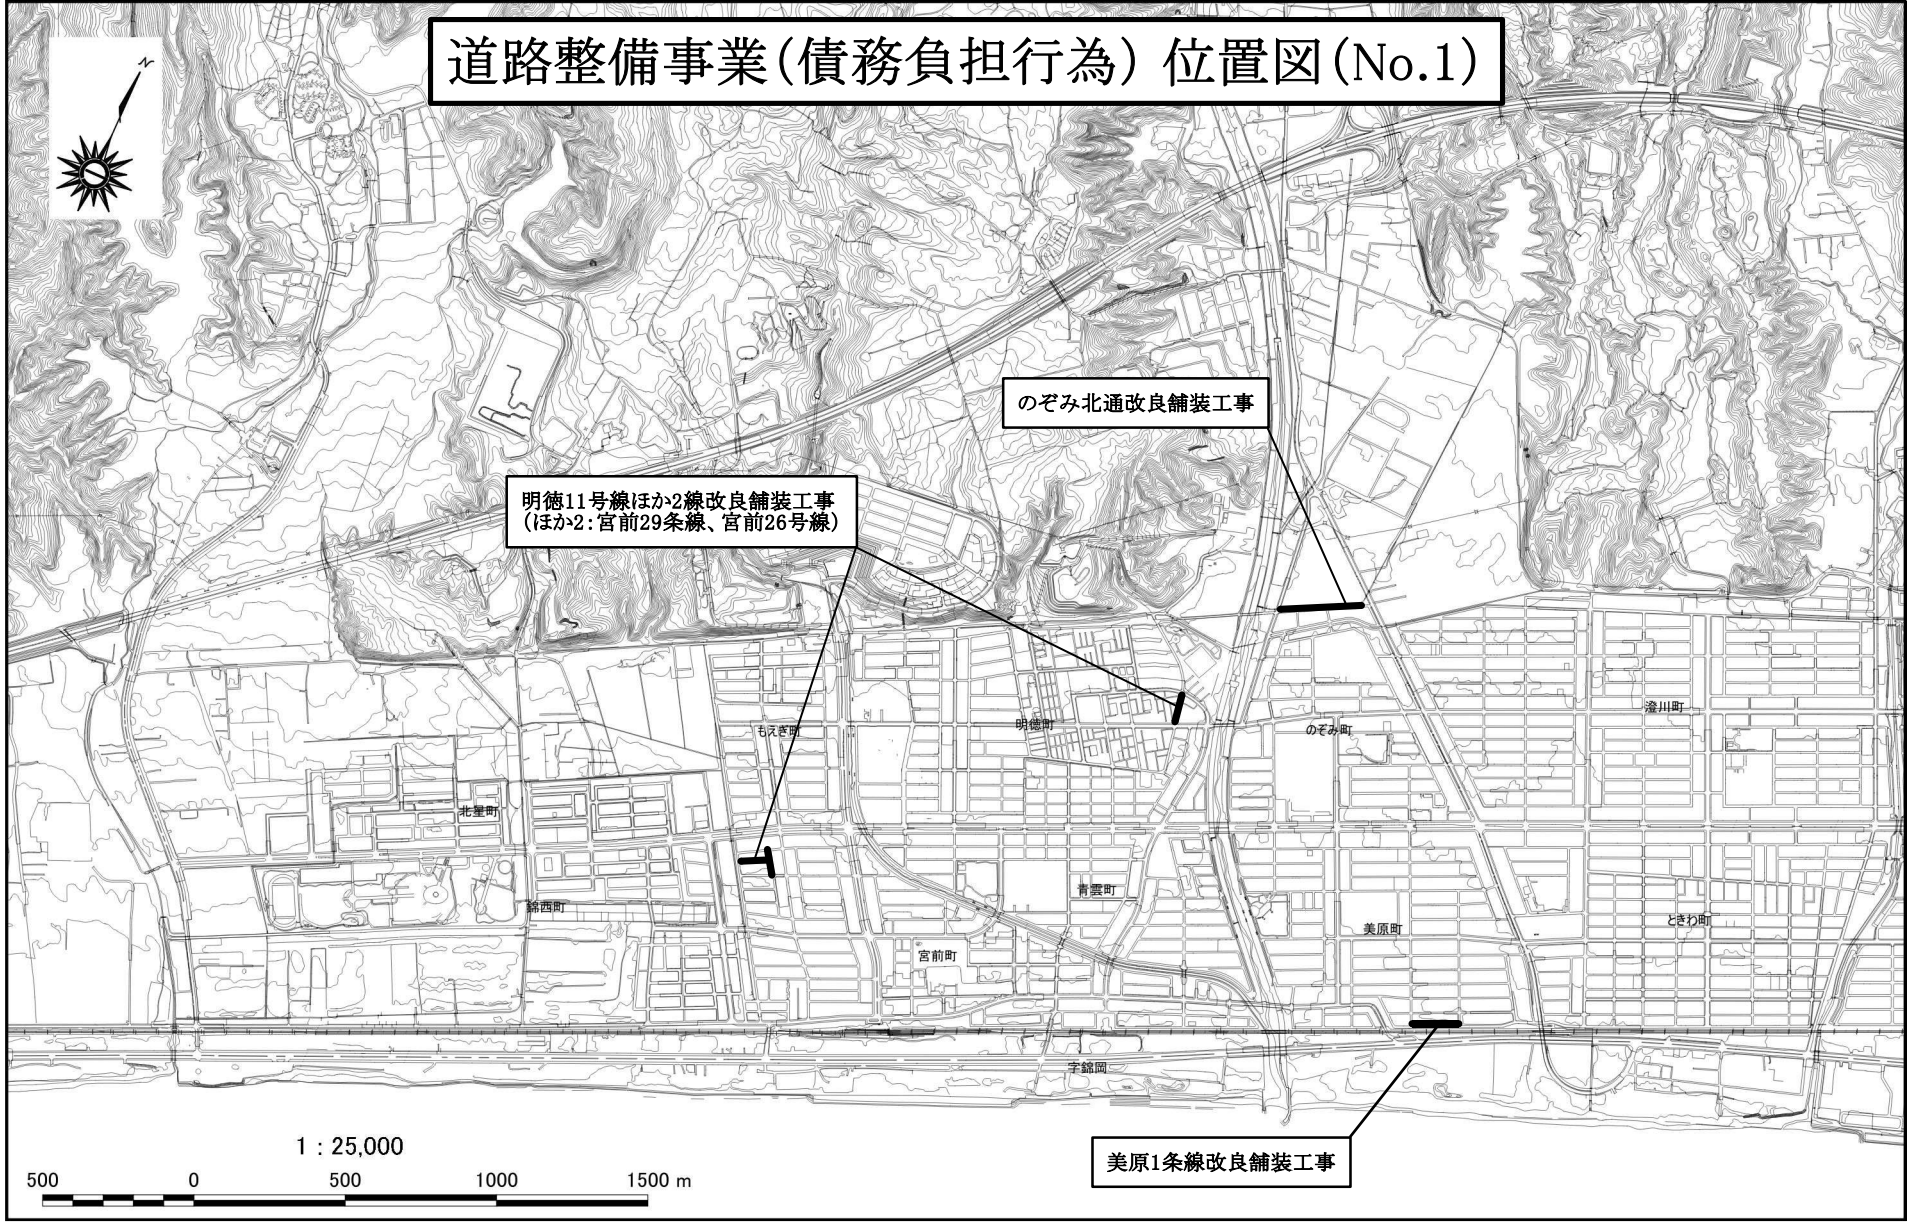 道路整備事業(債務負担行為) 位置図(No.1)
N
のぞみ北通改良舗装工事
明徳11号線ほか2線改良舗装工事
(ほか2:宮前29条線、宮前26号線)
澄川町
もえぎ町
明徳町
のぞみ町
北星町
青雲町
錦西町
ときわ町
美原町
宮前町
字錦岡
美原1条線改良舗装工事
1 : 25,000
500 0 500 1000 1500 m